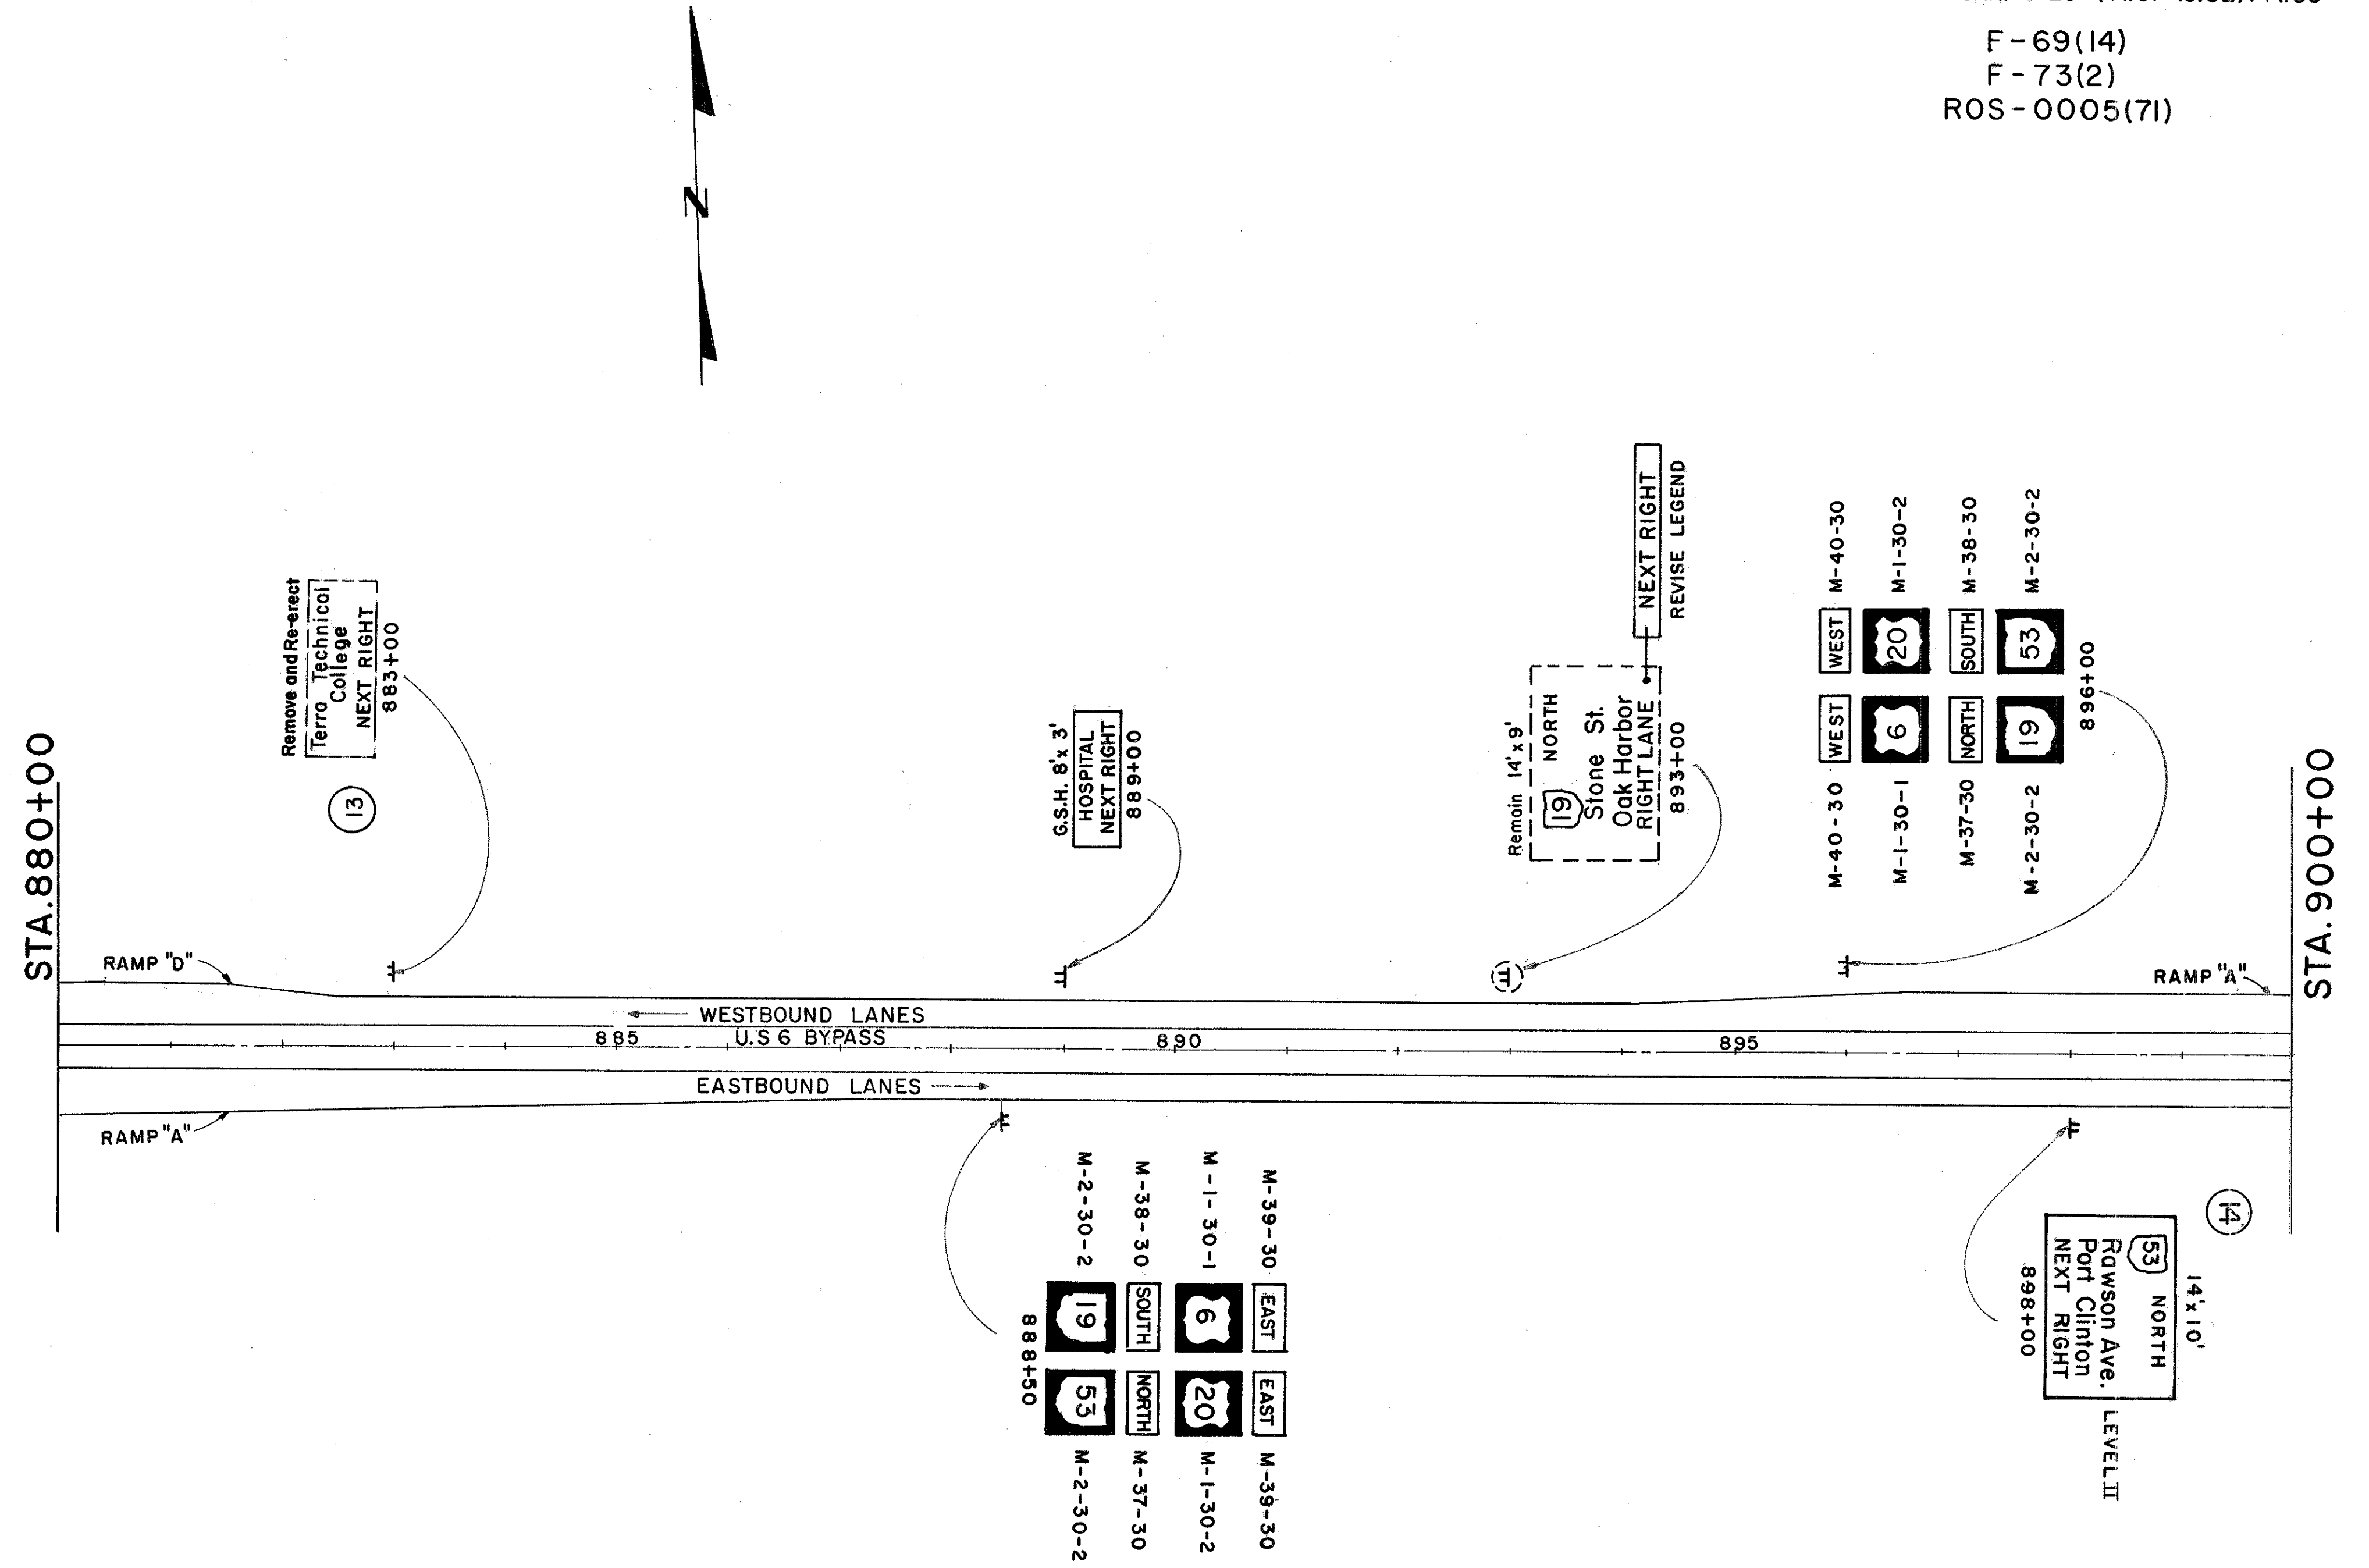 F-69(14)
F-73(2)
ROS-0005(71)
STA. 880+00
Remove and Re-erect
Terra Technical
College
NEXT RIGHT
883+00
13
G.S.H. 8'x 3'
HOSPITAL
NEXT RIGHT
889+00
NEXT RIGHT
REVISE LEGEND
Remain 14'x9'
19 NORTH
Stone St.
Oak Harbor
RIGHT LANE
893+00
M-40-30
M-1-30-2
M-38-30
M-2-30-2
WEST
20
SOUTH
53
WEST
6
NORTH
19
896+00
M-40-30
M-1-30-1
M-37-30
M-2-30-2
STA. 900+00
N
RAMP "D"
RAMP "A"
WESTBOUND LANES
885
U.S 6 BYPASS
890
895
EASTBOUND LANES
RAMP "A"
M-2-30-2
M-38-30
M-1-30-1
M-39-30
19
SOUTH
6
EAST
53
NORTH
20
EAST
888+50
M-2-30-2
M-37-30
M-1-30-2
M-39-30
14
14'x10'
53 NORTH
Rawson Ave.
Port Clinton
NEXT RIGHT
898+00
LEVEL II